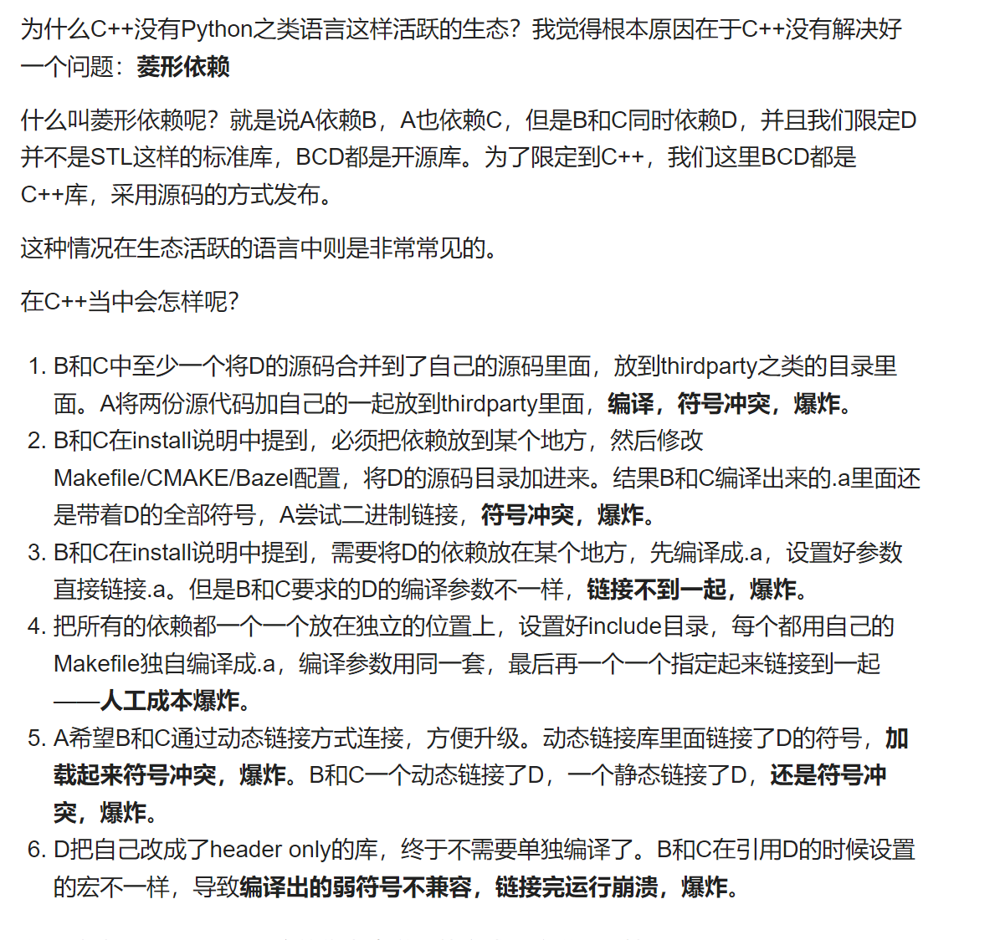 为什么C++没有Python之类语言这样活跃的生态？我觉得根本原因在于C++没有解决好
一个问题：菱形依赖
什么叫菱形依赖呢？就是说A依赖B，A也依赖C，但是B和C同时依赖D，并且我们限定D
并不是STL这样的标准库，BCD都是开源库。为了限定到C++，我们这里BCD都是
C++库，采用源码的方式发布。
这种情况在生态活跃的语言中则是非常常见的。
在C++当中会怎样呢？
1. B和C中至少一个将D的源码合并到了自己的源码里面，放到thirdparty之类的目录里
面。A将两份源代码加自己的一起放到thirdparty里面，编译，符号冲突，爆炸。
2. B和C在install说明中提到，必须把依赖放到某个地方，然后修改
Makefile/CMAKE/Bazel配置，将D的源码目录加进来。结果B和C编译出来的.a里面还
是带着D的全部符号，A尝试二进制链接，符号冲突，爆炸。
3. B和C在install说明中提到，需要将D的依赖放在某个地方，先编译成.a，设置好参数
直接链接.a。但是B和C要求的D的编译参数不一样，链接不到一起，爆炸。
4. 把所有的依赖都一个一个放在独立的位置上，设置好include目录，每个都用自己的
Makefile独自编译成.a，编译参数用同一套，最后再一个一个指定起来链接到一起
——人工成本爆炸。
5. A希望B和C通过动态链接方式连接，方便升级。动态链接库里面链接了D的符号，加
载起来符号冲突，爆炸。B和C一个动态链接了D，一个静态链接了D，还是符号冲
突，爆炸。
6. D把自己改成了header only的库，终于不需要单独编译了。B和C在引用D的时候设置
的宏不一样，导致编译出的弱符号不兼容，链接完运行崩溃，爆炸。